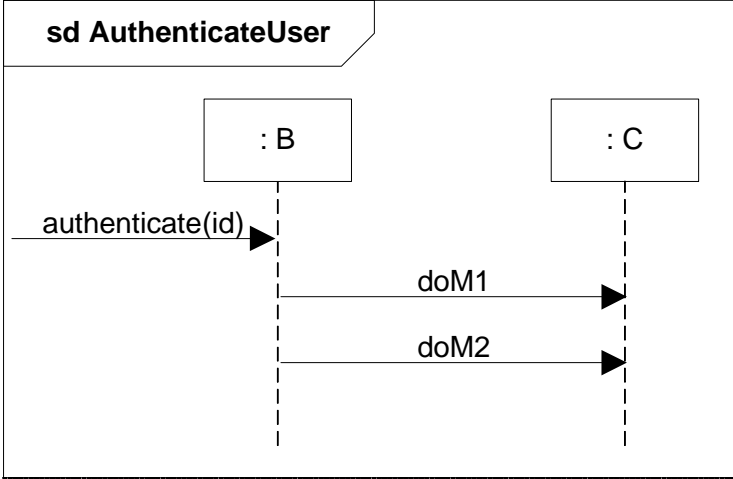 sd AuthenticateUser
: B
: C
authenticate(id)
doM1
doM2